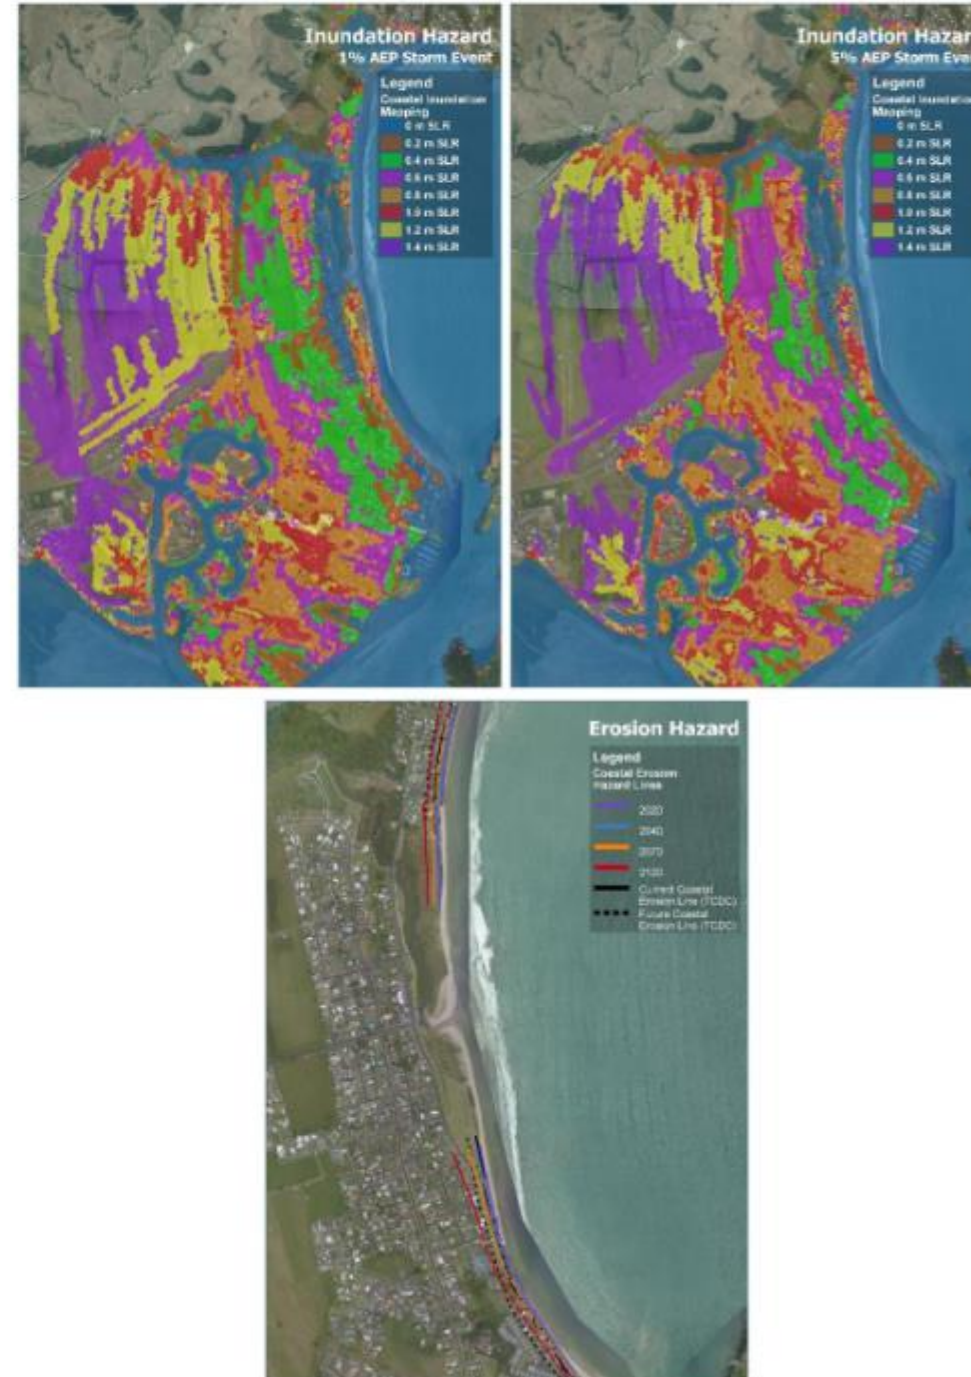 Inundation Hazard
1% AEP Storm Event
Legend
Coastal Inundation
Mapping
0 m SLR
0.2 m SLR
0.4 m SLR
0.6 m SLR
0.8 m SLR
1.0 m SLR
1.2 m SLR
1.4 m SLR
Inundation Hazar
5% AEP Storm Eve
Legend
Coastal Inundation
Mapping
0 m SLR
0.2 m SLR
0.4 m SLR
0.6 m SLR
0.8 m SLR
1.0 m SLR
1.2 m SLR
1.4 m SLR
Erosion Hazard
Legend
Coastal Erosion
Hazard Lines
2020
2040
2070
2120
Current Coastal
Erosion Line (TCDC)
Future Coastal
Erosion Line (TCDC)